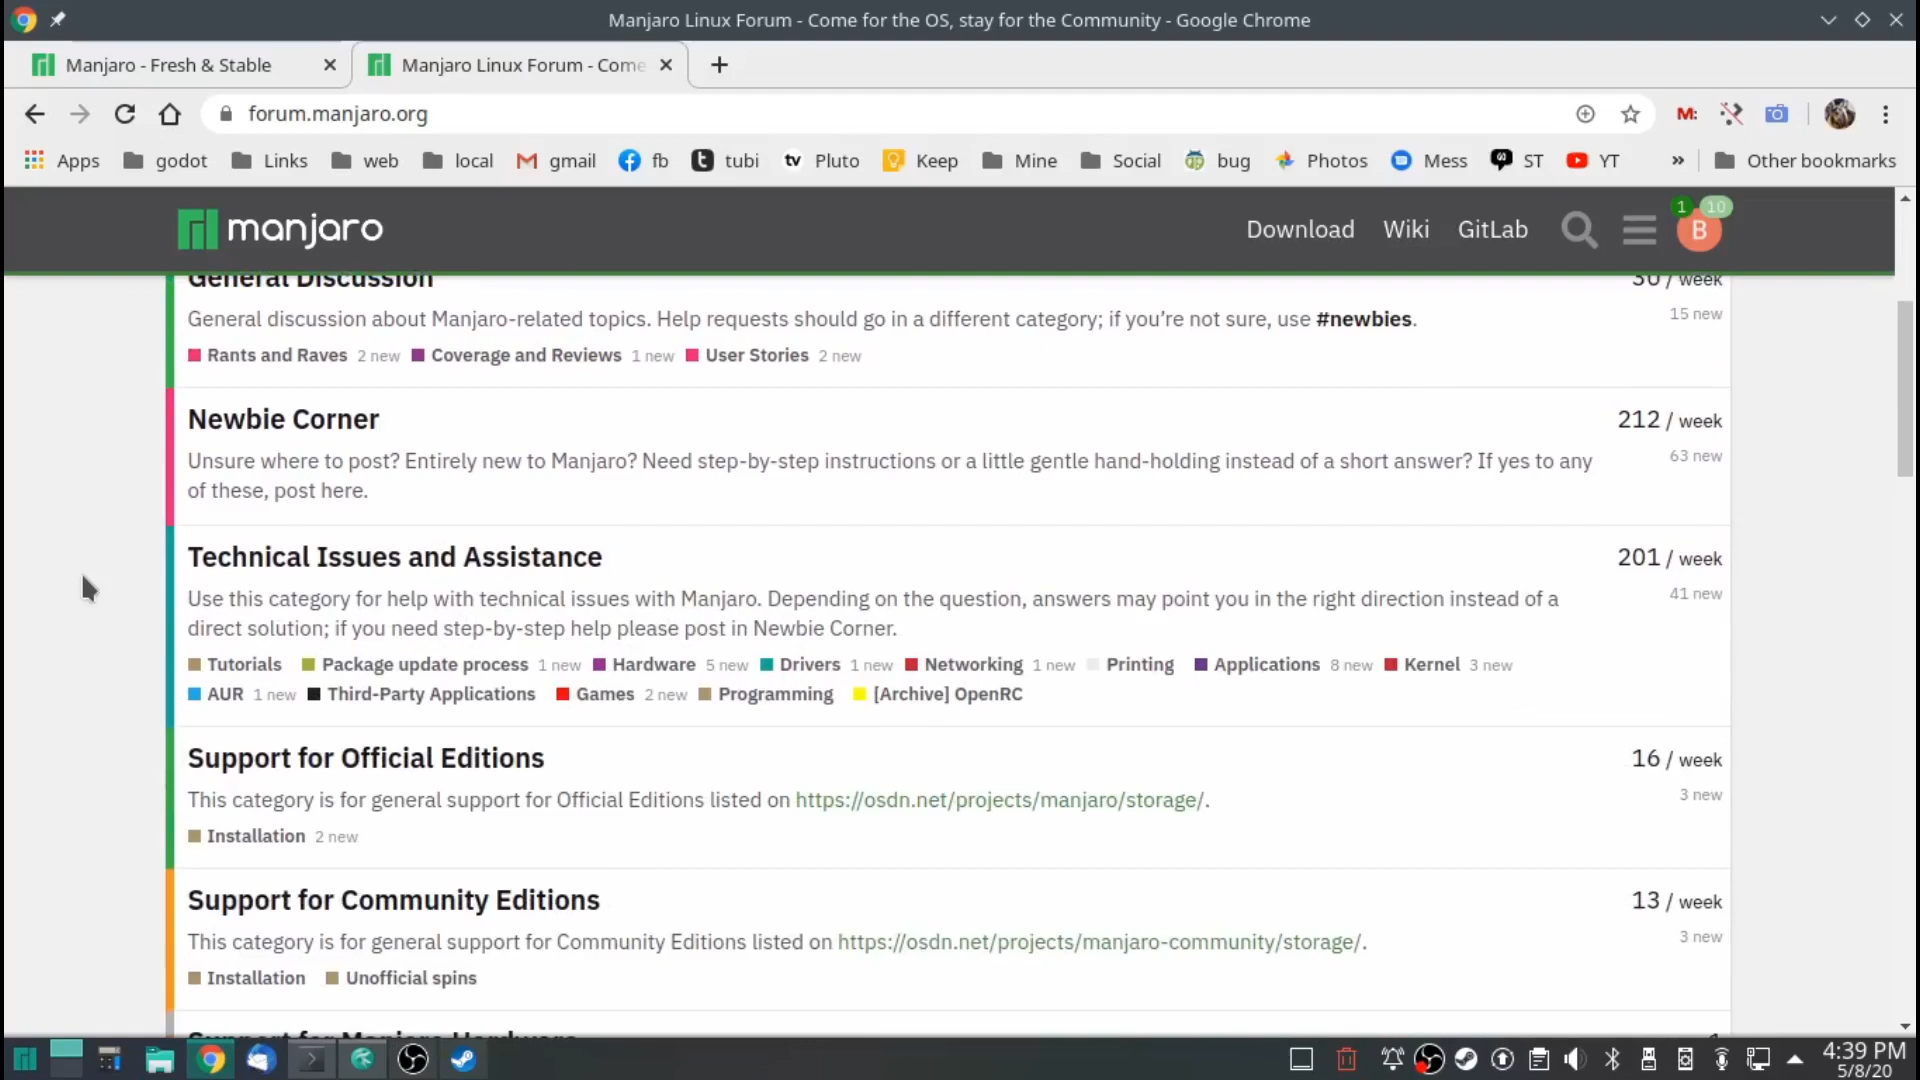 Manjaro Linux Forum - Come for the OS, stay for the Community - Google Chrome
Manjaro - Fresh & Stable
Manjaro Linux Forum - Come
forum.manjaro.org
M:
Apps godot Links web local gmail fb tubi tv Pluto Keep Mine Social bug Photos Mess ST YT » Other bookmarks
manjaro Download Wiki GitLab 1 10 B
General Discussion 30 / week
General discussion about Manjaro-related topics. Help requests should go in a different category; if you're not sure, use #newbies. 15 new
Rants and Raves 2 new Coverage and Reviews 1 new User Stories 2 new
Newbie Corner 212 / week
Unsure where to post? Entirely new to Manjaro? Need step-by-step instructions or a little gentle hand-holding instead of a short answer? If yes to any 63 new
of these, post here.
Technical Issues and Assistance 201 / week
Use this category for help with technical issues with Manjaro. Depending on the question, answers may point you in the right direction instead of a 41 new
direct solution; if you need step-by-step help please post in Newbie Corner.
Tutorials Package update process 1 new Hardware 5 new Drivers 1 new Networking 1 new Printing Applications 8 new Kernel 3 new
AUR 1 new Third-Party Applications Games 2 new Programming [Archive] OpenRC
Support for Official Editions 16 / week
This category is for general support for Official Editions listed on https://osdn.net/projects/manjaro/storage/. 3 new
Installation 2 new
Support for Community Editions 13 / week
This category is for general support for Community Editions listed on https://osdn.net/projects/manjaro-community/storage/. 3 new
Installation Unofficial spins
Support for Manjaro Hardware
4:39 PM
5/8/20